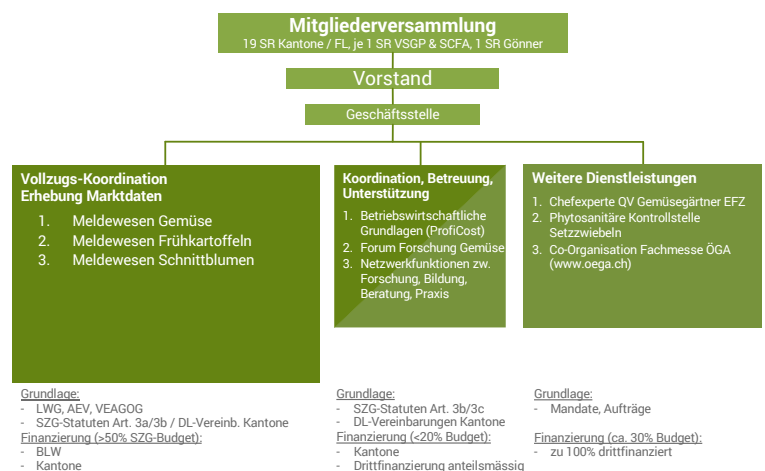 Mitgliederversammlung
19 SR Kantone / FL, je 1 SR VSGP & SCFA, 1 SR Gönner
Vorstand
Geschäftsstelle
Vollzugs-Koordination
Erhebung Marktdaten
1. Meldewesen Gemüse
2. Meldewesen Frühkartoffeln
3. Meldewesen Schnittblumen
Grundlage:
- LWG, AEV, VEAGOG
- SZG-Statuten Art. 3a/3b / DL-Vereinb. Kantone
Finanzierung (>50% SZG-Budget):
- BLW
- Kantone
Koordination, Betreuung,
Unterstützung
1. Betriebswirtschaftliche
Grundlagen (ProfiCost)
2. Forum Forschung Gemüse
3. Netzwerkfunktionen zw.
Forschung, Bildung,
Beratung, Praxis
Grundlage:
- SZG-Statuten Art. 3b/3c
- DL-Vereinbarungen Kantone
Finanzierung (<20% Budget):
- Kantone
- Drittfinanzierung anteilsmässig
Weitere Dienstleistungen
1. Chefexperte QV Gemüsegärtner EFZ
2. Phytosanitäre Kontrollstelle
Setzzwiebeln
3. Co-Organisation Fachmesse ÖGA
(www.oega.ch)
Grundlage:
- Mandate, Aufträge
Finanzierung (ca. 30% Budget):
- zu 100% drittfinanziert